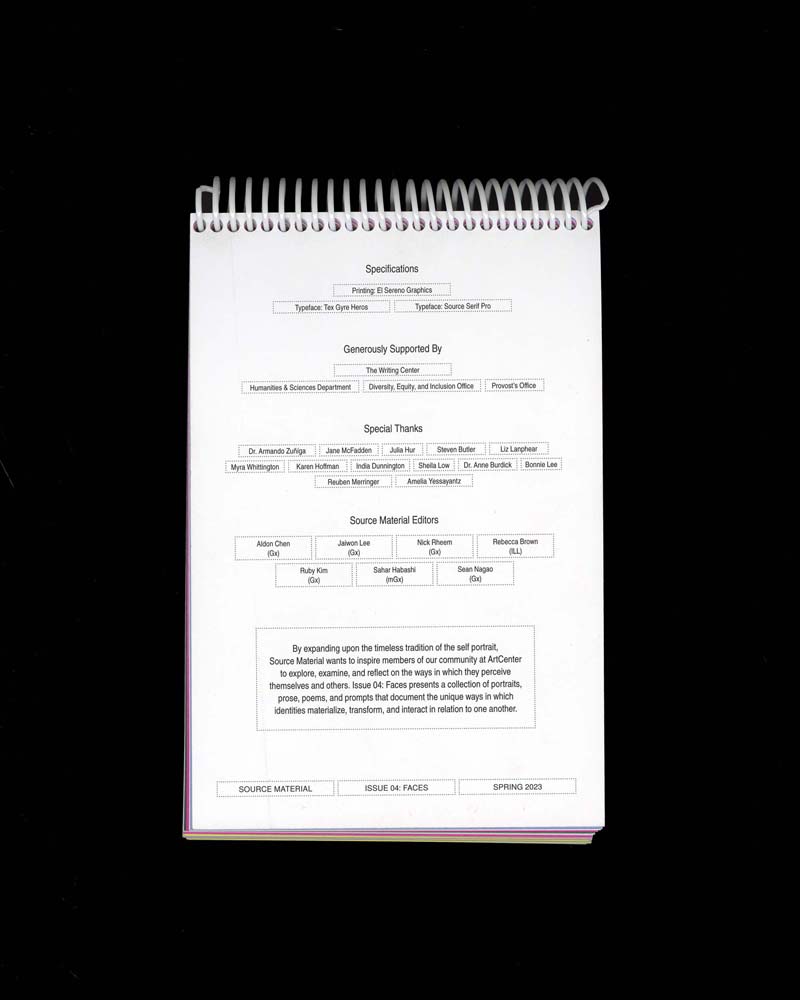 Specifications
Printing: El Sereno Graphics
Typeface: Tex Gyre Heros Typeface: Source Serif Pro
Generously Supported By
The Writing Center
Humanities & Sciences Department Diversity, Equity, and Inclusion Office Provost's Office
Special Thanks
Dr. Armando Zuñiga Jane McFadden Julia Hur Steven Butler Liz Lanphear
Myra Whittington Karen Hoffman India Dunnington Sheila Low Dr. Anne Burdick Bonnie Lee
Reuben Merringer Amelia Yessayantz
Source Material Editors
Aldon Chen Jaiwon Lee Nick Rheem Rebecca Brown
(Gx) (Gx) (Gx) (ILL)
Ruby Kim Sahar Habashi Sean Nagao
(Gx) (mGx) (Gx)
By expanding upon the timeless tradition of the self portrait,
Source Material wants to inspire members of our community at ArtCenter
to explore, examine, and reflect on the ways in which they perceive
themselves and others. Issue 04: Faces presents a collection of portraits,
prose, poems, and prompts that document the unique ways in which
identities materialize, transform, and interact in relation to one another.
SOURCE MATERIAL ISSUE 04: FACES SPRING 2023